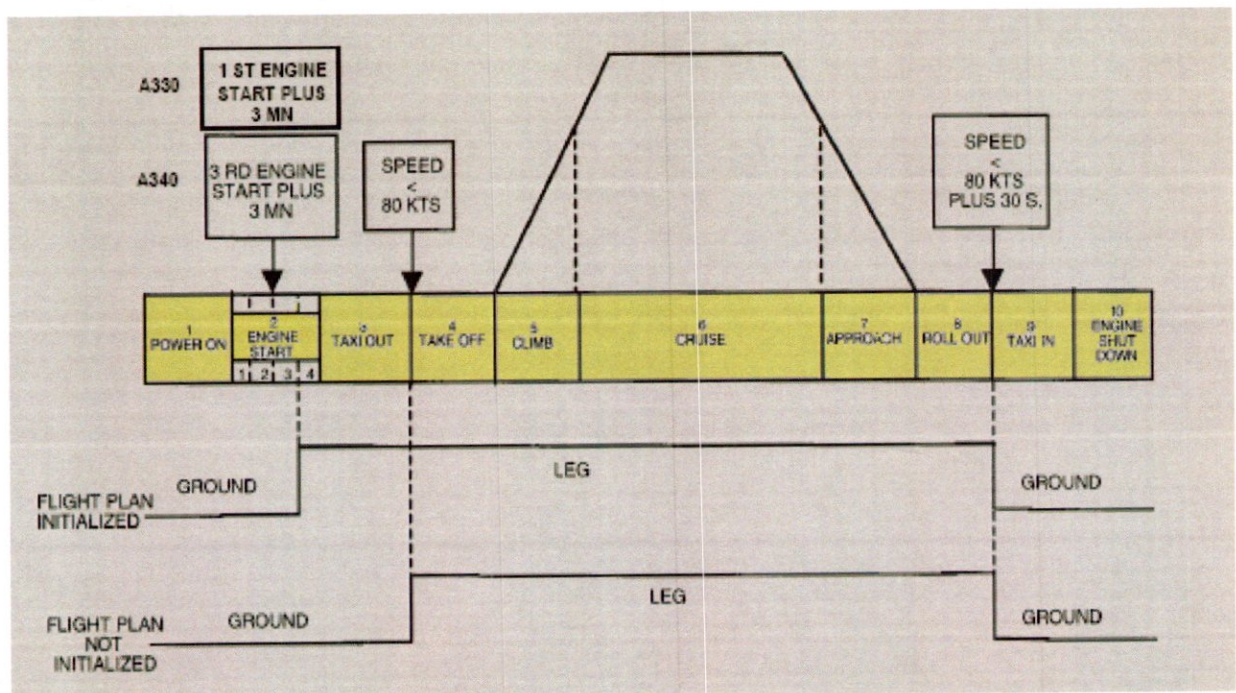 A330
1 ST ENGINE
START PLUS
3 MN
A340
3 RD ENGINE
START PLUS
3 MN
SPEED
<
80 KTS
SPEED
<
80 KTS
PLUS 30 S,
1
POWER ON
2
ENGINE
START
1 2 3 4
3
TAXI OUT
4
TAKE OFF
5
CLIMB
6
CRUISE
7
APPROACH
8
ROLL OUT
9
TAXI IN
10
ENGINE
SHUT
DOWN
FLIGHT PLAN
INITIALIZED
GROUND
LEG
GROUND
FLIGHT PLAN
NOT
INITIALIZED
GROUND
LEG
GROUND